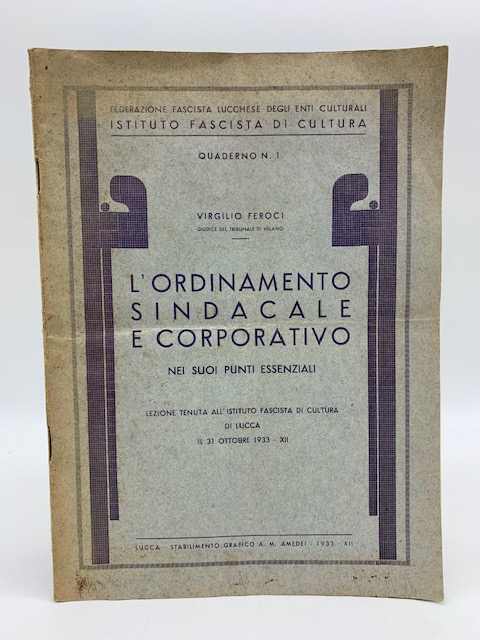 FEDERAZIONE FASCISTA LUCCHESE DEGLI ENTI CULTURALI
ISTITUTO FASCISTA DI CULTURA
QUADERNO N. 1
VIRGILIO FEROCI
GIUDICE DEL TRIBUNALE DI MILANO
L'ORDINAMENTO
SINDACALE
E CORPORATIVO
NEI SUOI PUNTI ESSENZIALI
LEZIONE TENUTA ALL'ISTITUTO FASCISTA DI CULTURA
DI LUCCA
IL 31 OTTOBRE 1933 - XII
LUCCA - STABILIMENTO GRAFICO A. M. AMEDEI - 1933 - XII